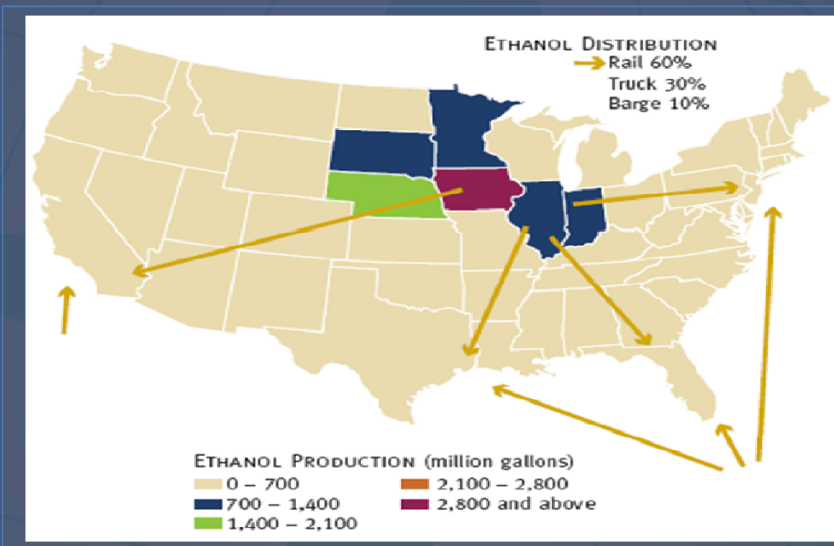 ETHANOL DISTRIBUTION
Rail 60%
Truck 30%
Barge 10%
ETHANOL PRODUCTION (million gallons)
0 – 700
700 – 1,400
1,400 – 2,100
2,100 – 2,800
2,800 and above